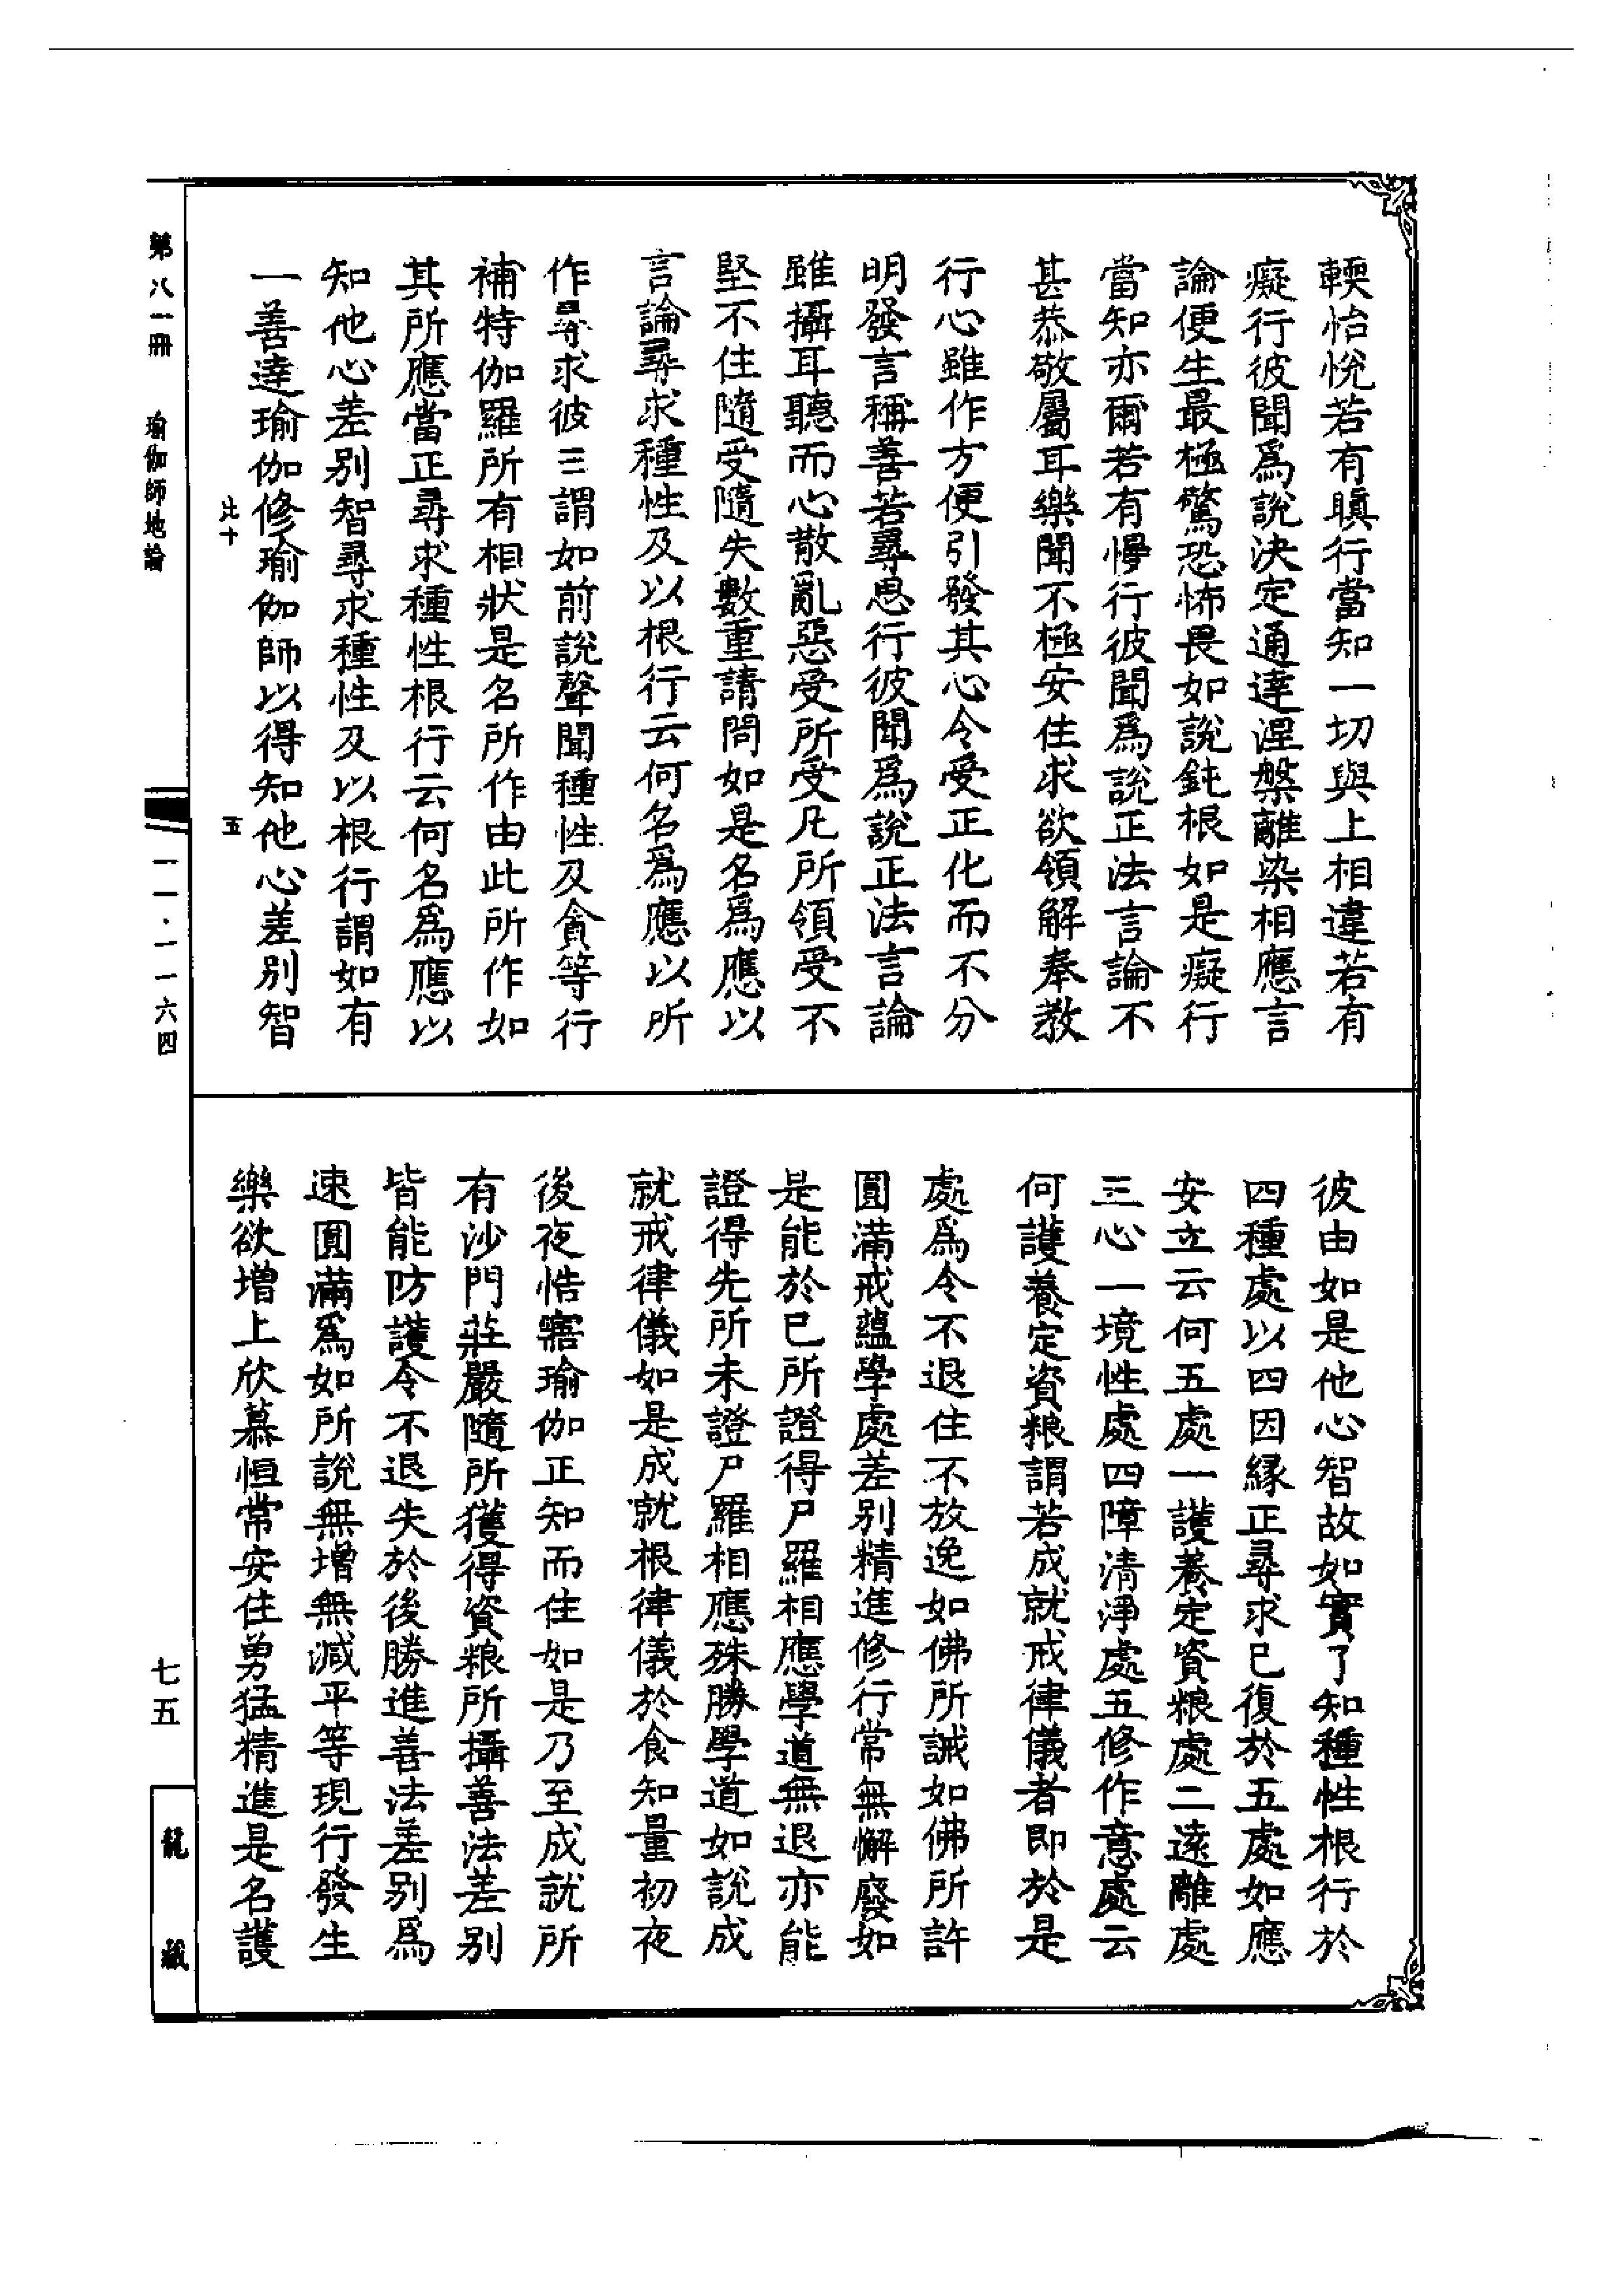 輭怡悅若有瞋行當知一切與上相違若有
癡行彼聞爲說決定通達涅槃離染相應言
論便生最極驚恐怖畏如說鈍根如是癡行
當知亦爾若有慢行彼聞爲說正法言論不
甚恭敬屬耳樂聞不極安住求欲領解奉教
行心雖作方便引發其心令受正化而不分
明發言稱善若尋思行彼聞爲說正法言論
雖攝耳聽而心散亂惡受所受凡所領受不
堅不住隨受隨失數重請問如是名爲應以
言論尋求種性及以根行云何名爲應以所
作尋求彼三謂如前說聲聞種性及貪等行
補特伽羅所有相狀是名所作由此所作如
其所應當正尋求種性根行云何名爲應以
知他心差别智尋求種性及以根行謂如有
一善達瑜伽修瑜伽師以得知他心差别智
比十
五
彼由如是他心智故如實了知種性根行於
四種處以四因緣正尋求已復於五處如應
安立云何五處一護養定資粮處二遠離處
三心一境性處四障清淨處五修作意處云
何護養定資粮謂若成就戒律儀者即於是
處爲令不退住不放逸如佛所誡如佛所許
圓滿戒蘊學處差别精進修行常無懈廢如
是能於已所證得尸羅相應學道無退亦能
證得先所未證尸羅相應殊勝學道如說成
就戒律儀如是成就根律儀於食知量初夜
後夜悎寤瑜伽正知而住如是乃至成就所
有沙門莊嚴隨所獲得資粮所攝善法差别
皆能防護令不退失於後勝進善法差别爲
速圓滿爲如所說無增無減平等現行發生
樂欲增上欣慕恒常安住勇猛精進是名護
第八一冊　瑜伽師地論
一一．一一六四
七五
龍　藏